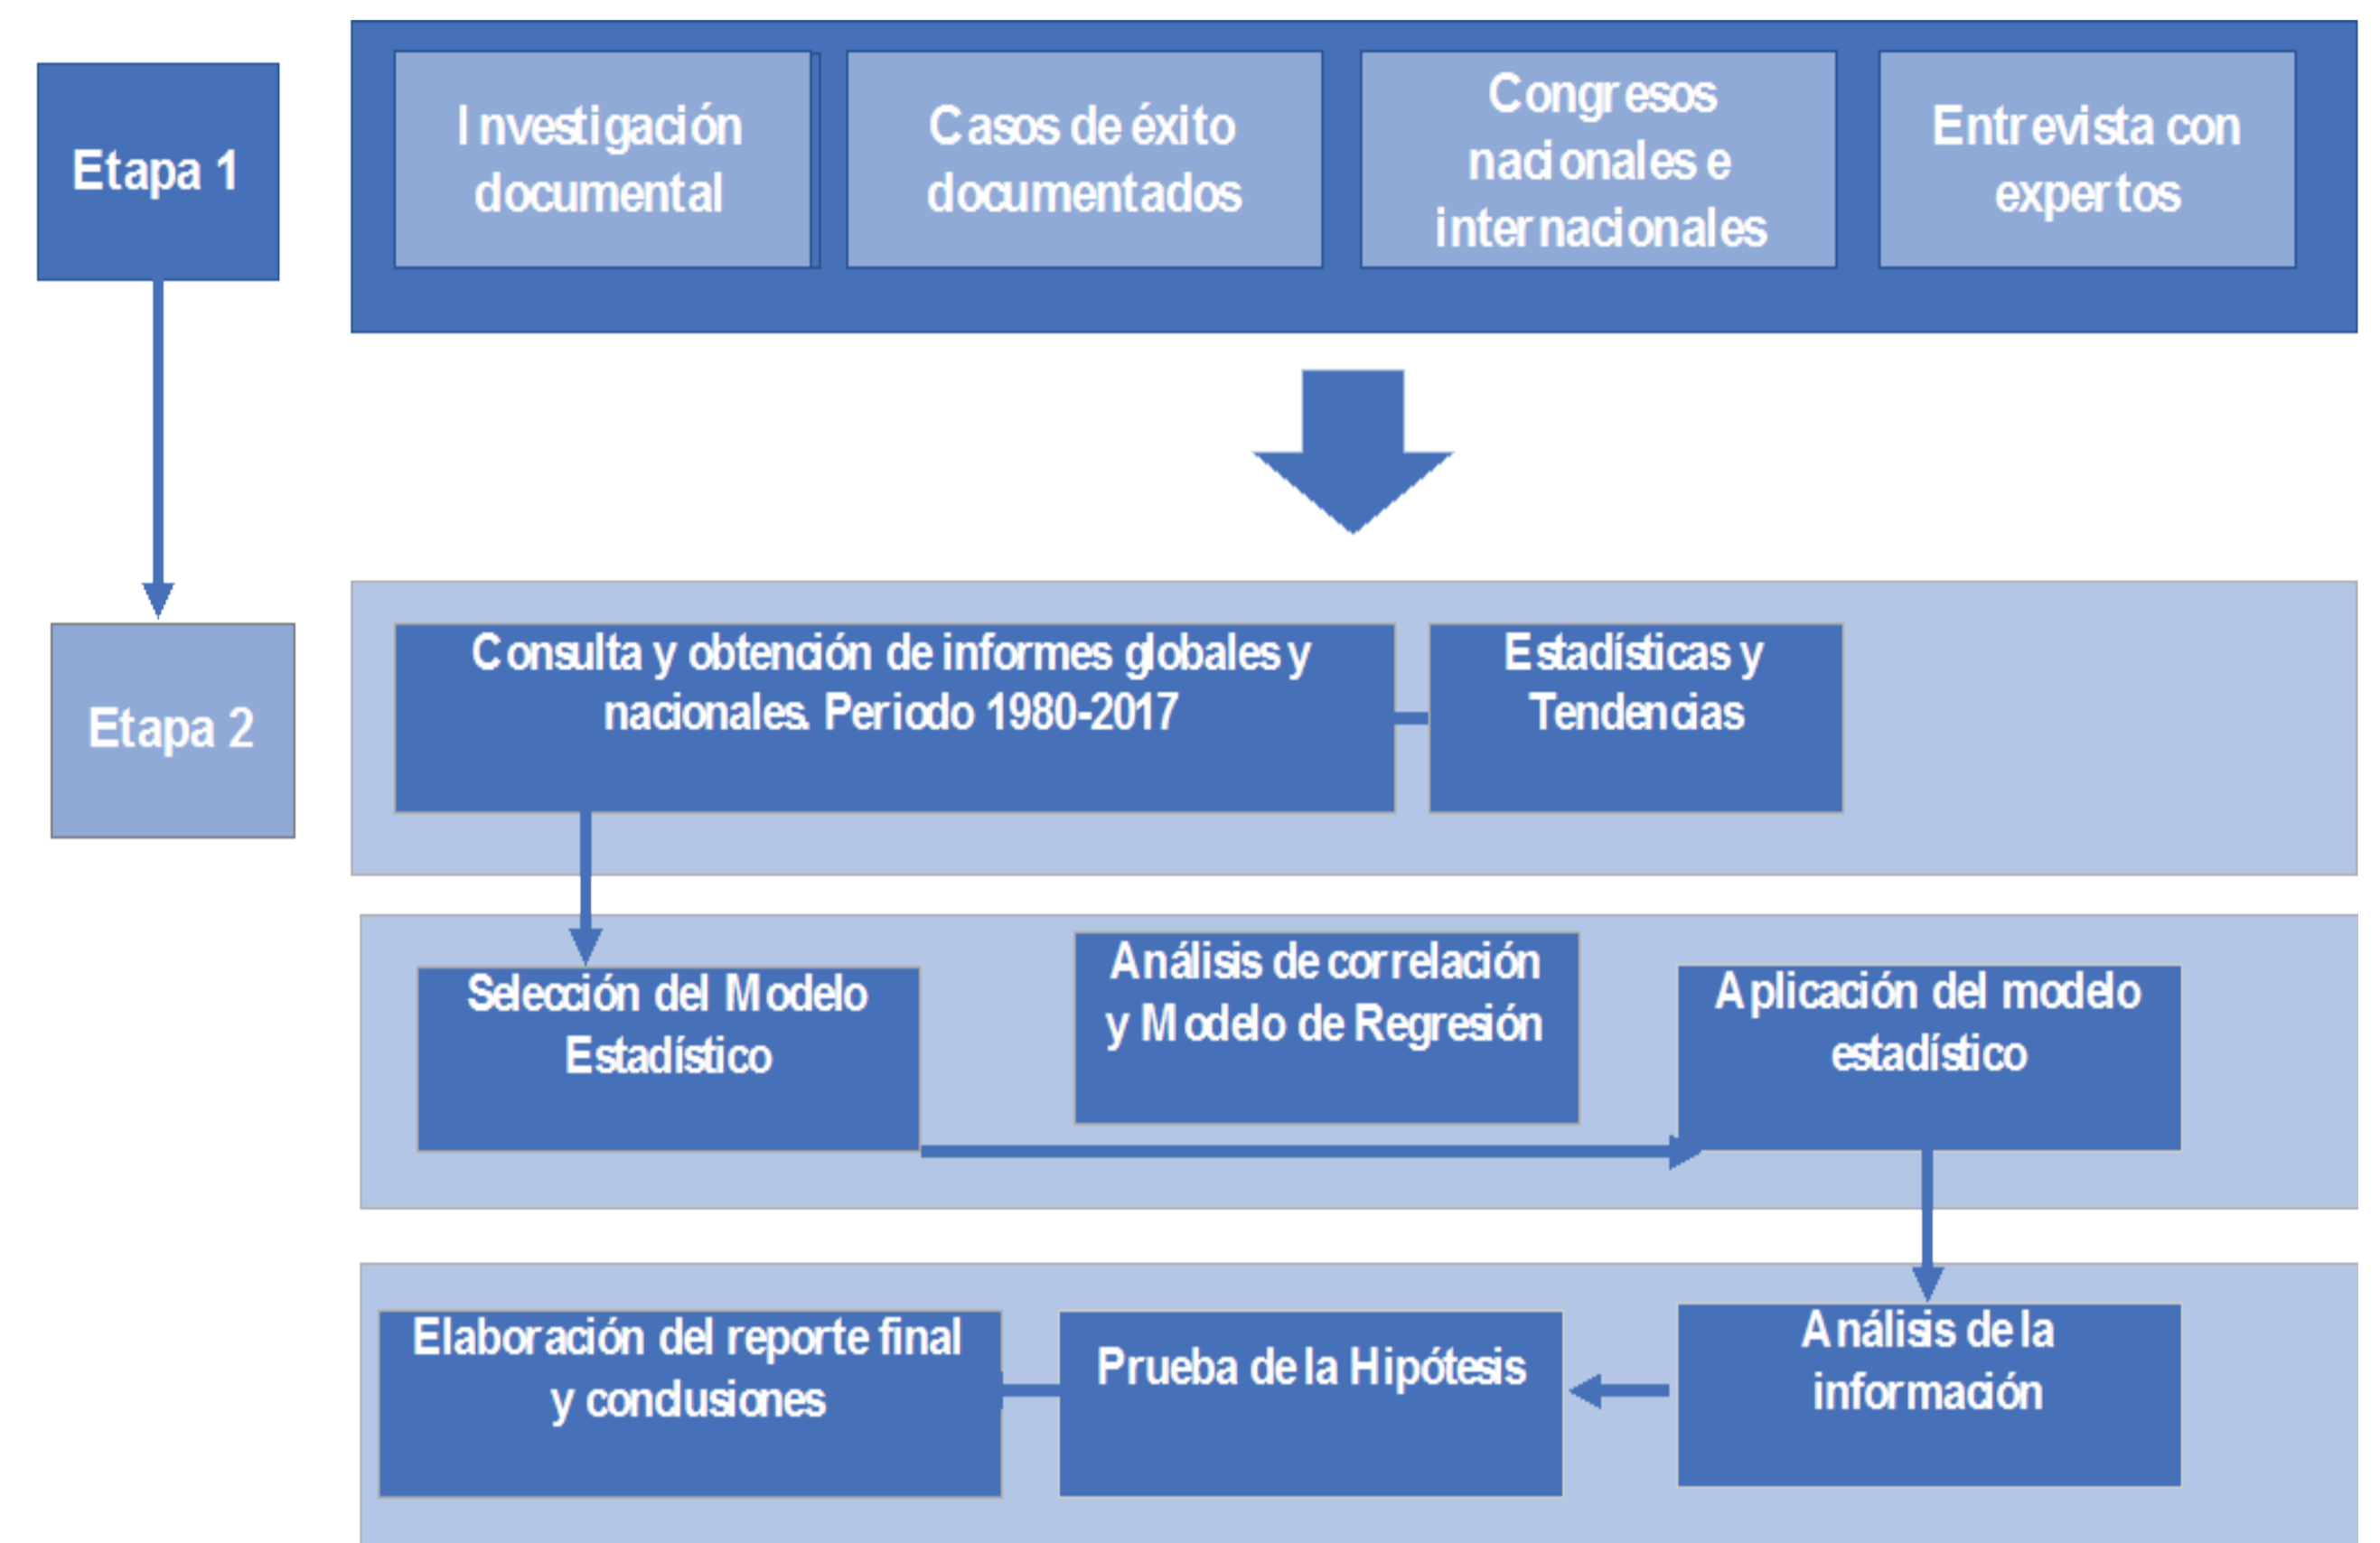 Etapa 1
Investigación
documental
Casos de éxito
documentados
Congresos
nacionales e
internacionales
Entrevista con
expertos
Etapa 2
Consulta y obtención de informes globales y
nacionales. Periodo 1980-2017
Estadísticas y
Tendencias
Selección del Modelo
Estadístico
Análisis de correlación
y Modelo de Regresión
Aplicación del modelo
estadístico
Elaboración del reporte final
y conclusiones
Prueba de la Hipótesis
Análisis de la
información